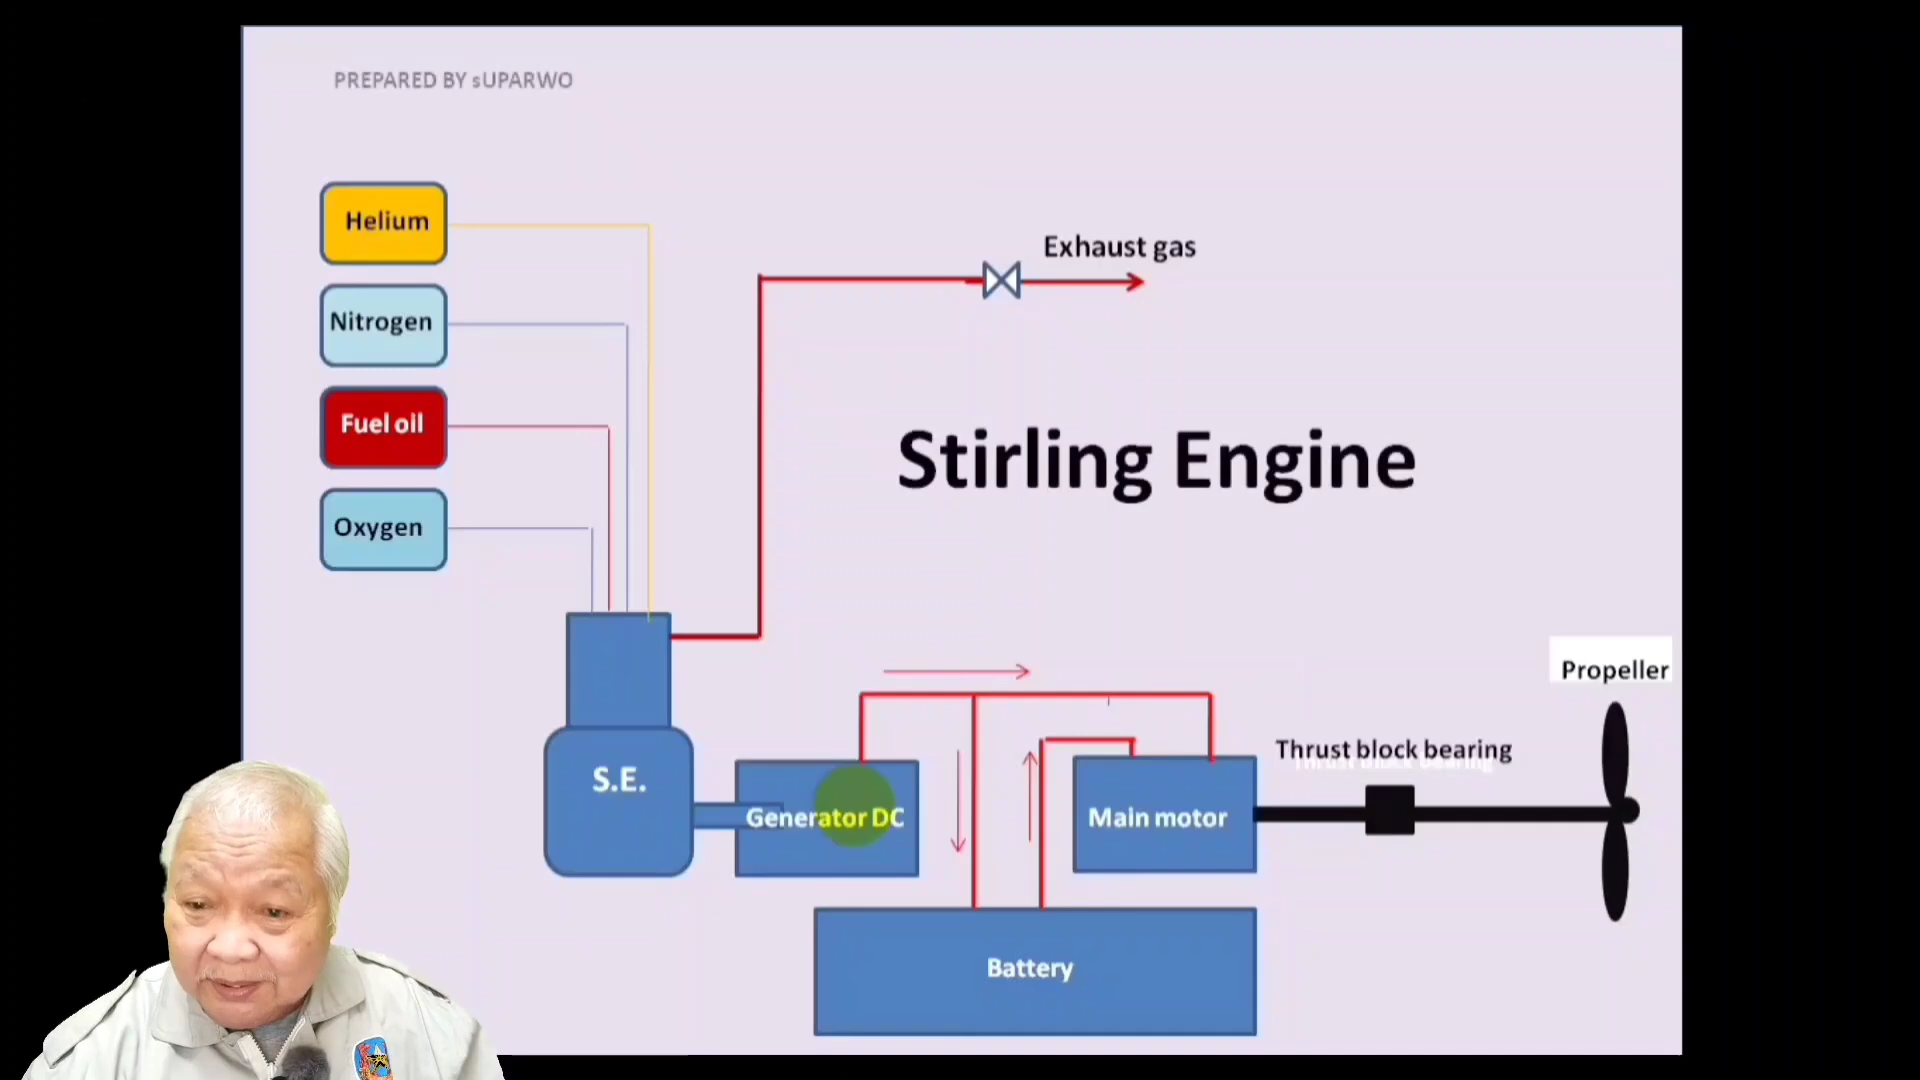 PREPARED BY sUPARWO
Helium
Nitrogen
Fuel oil
Oxygen
Exhaust gas
Stirling Engine
S.E.
Generator DC
Main motor
Thrust block bearing
Propeller
Battery